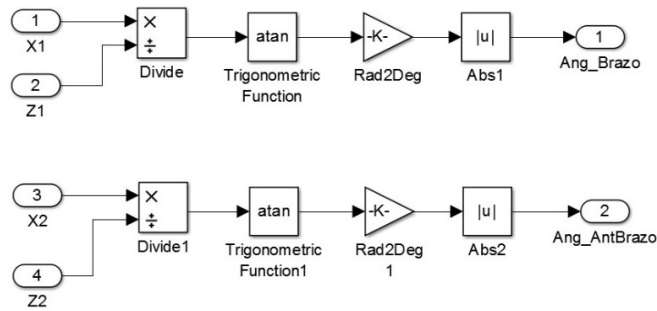 1
X1
×
÷
Divide
atan
Trigonometric
Function
-K-
Rad2Deg
|u|
Abs1
1
Ang_Brazo
2
Z1
3
X2
×
÷
Divide1
atan
Trigonometric
Function1
-K-
Rad2Deg
1
|u|
Abs2
2
Ang_AntBrazo
4
Z2